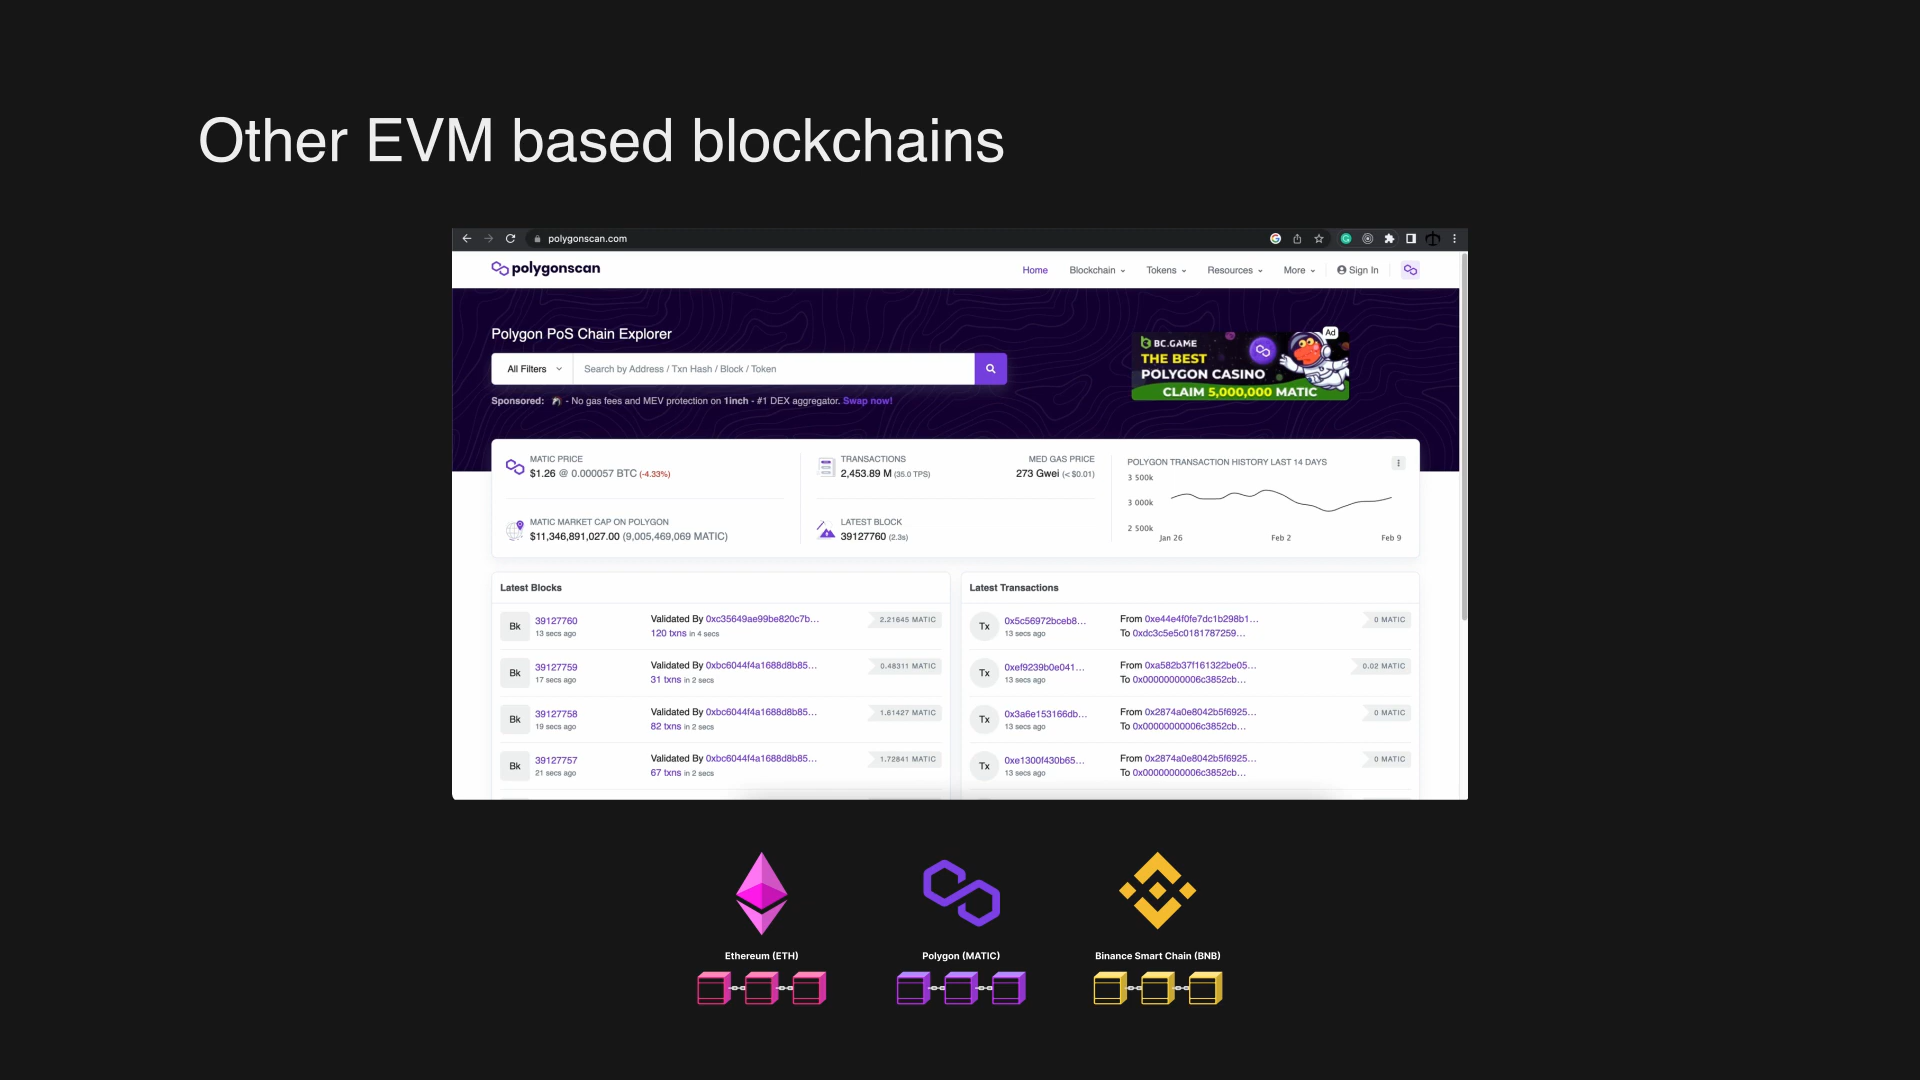 Other EVM based blockchains
polygonscan.com
polygonscan
Home Blockchain Tokens Resources More Sign In
Polygon PoS Chain Explorer
All Filters Search by Address / Txn Hash / Block / Token
Sponsored: - No gas fees and MEV protection on 1inch - #1 DEX aggregator. Swap now!
Ad
BC.GAME
THE BEST
POLYGON CASINO
CLAIM 5,000,000 MATIC
MATIC PRICE
$1.26 @ 0.000057 BTC (-4.33%)
MATIC MARKET CAP ON POLYGON
$11,346,891,027.00 (9,005,469,069 MATIC)
TRANSACTIONS
2,453.89 M (35.0 TPS)
MED GAS PRICE
273 Gwei (< $0.01)
LATEST BLOCK
39127760 (2.3s)
POLYGON TRANSACTION HISTORY LAST 14 DAYS
3 500k
3 000k
2 500k
Jan 26 Feb 2 Feb 9
Latest Blocks
Bk 39127760 Validated By 0xc35649ae99be820c7b... 2.21645 MATIC
13 secs ago 120 txns in 4 secs
Bk 39127759 Validated By 0xbc6044f4a1688d8b85... 0.48311 MATIC
17 secs ago 31 txns in 2 secs
Bk 39127758 Validated By 0xbc6044f4a1688d8b85... 1.61427 MATIC
19 secs ago 82 txns in 2 secs
Bk 39127757 Validated By 0xbc6044f4a1688d8b85... 1.72841 MATIC
21 secs ago 67 txns in 2 secs
Latest Transactions
Tx 0x5c56972bceb8... From 0xe44e4f0fe7dc1b298b1... 0 MATIC
13 secs ago To 0xdc3c5e5c0181787259...
Tx 0xef9239b0e041... From 0xa582b37f161322be05... 0.02 MATIC
13 secs ago To 0x00000000006c3852cb...
Tx 0x3a6e153166db... From 0x2874a0e8042b5f6925... 0 MATIC
13 secs ago To 0x00000000006c3852cb...
Tx 0xe1300f430b65... From 0x2874a0e8042b5f6925... 0 MATIC
13 secs ago To 0x00000000006c3852cb...
Ethereum (ETH)
Polygon (MATIC)
Binance Smart Chain (BNB)